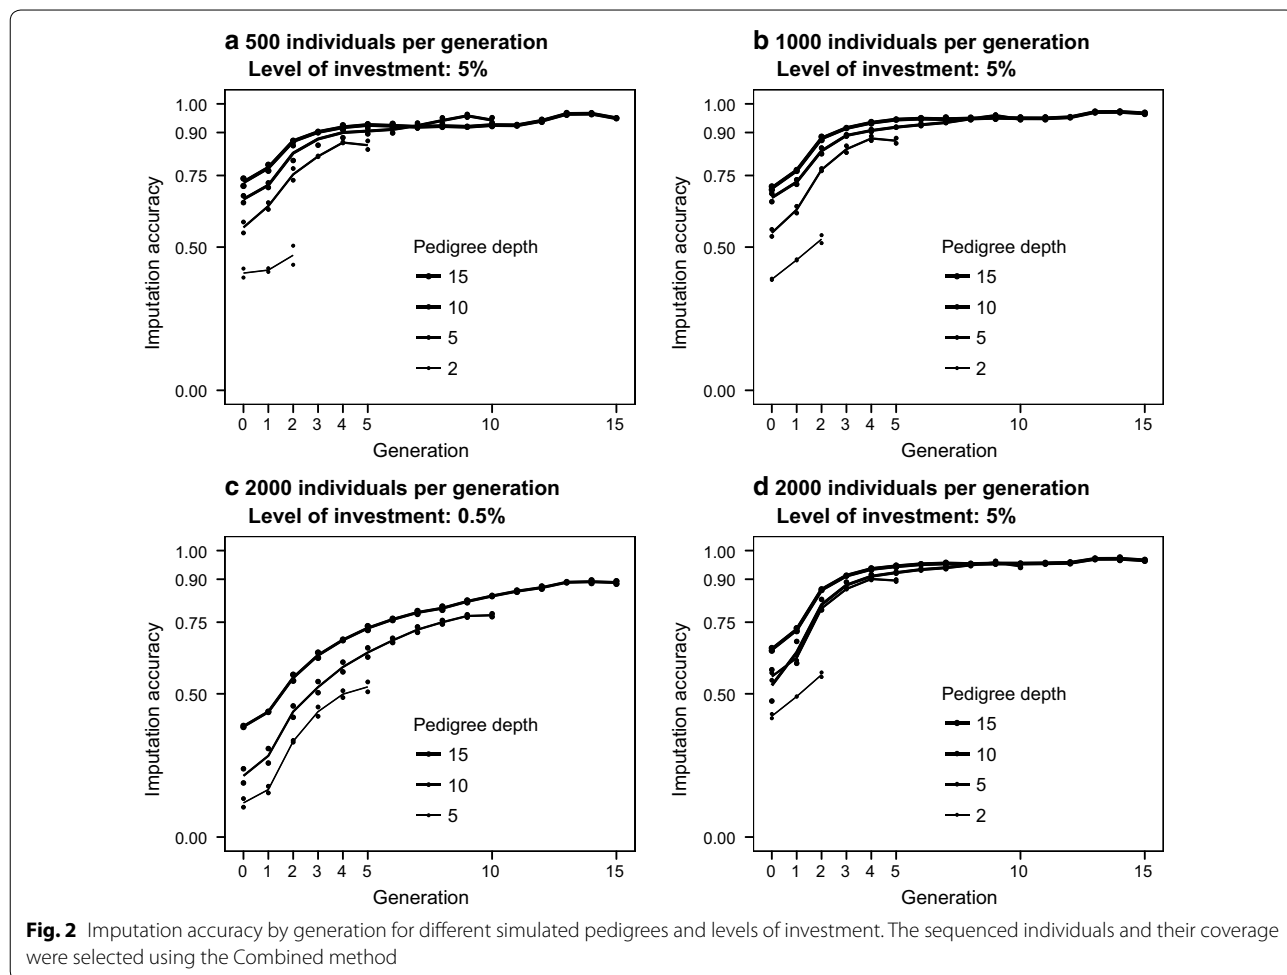 a 500 individuals per generation
Level of investment: 5%
1.00
0.90
0.75
0.50
0.00
Imputation accuracy
Pedigree depth
15
10
5
2
0 1 2 3 4 5 10 15
Generation
b 1000 individuals per generation
Level of investment: 5%
1.00
0.90
0.75
0.50
0.00
Imputation accuracy
Pedigree depth
15
10
5
2
0 1 2 3 4 5 10 15
Generation
c 2000 individuals per generation
Level of investment: 0.5%
1.00
0.90
0.75
0.50
0.00
Imputation accuracy
Pedigree depth
15
10
5
0 1 2 3 4 5 10 15
Generation
d 2000 individuals per generation
Level of investment: 5%
1.00
0.90
0.75
0.50
0.00
Imputation accuracy
Pedigree depth
15
10
5
2
0 1 2 3 4 5 10 15
Generation
Fig. 2 Imputation accuracy by generation for different simulated pedigrees and levels of investment. The sequenced individuals and their coverage
were selected using the Combined method